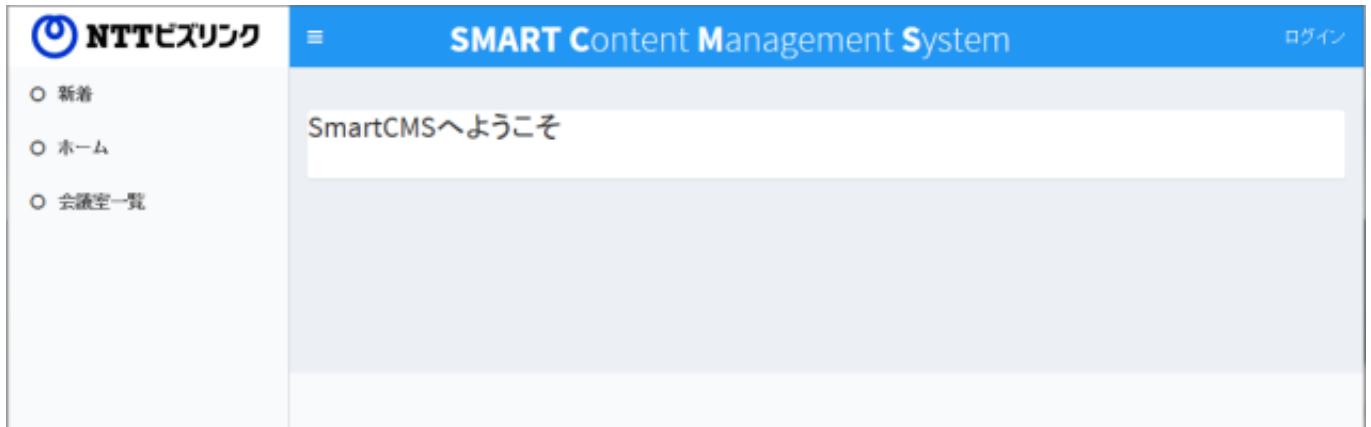 NTTビズリンク
SMART Content Management System
ログイン
新着
ホーム
会議室一覧
SmartCMSへようこそ